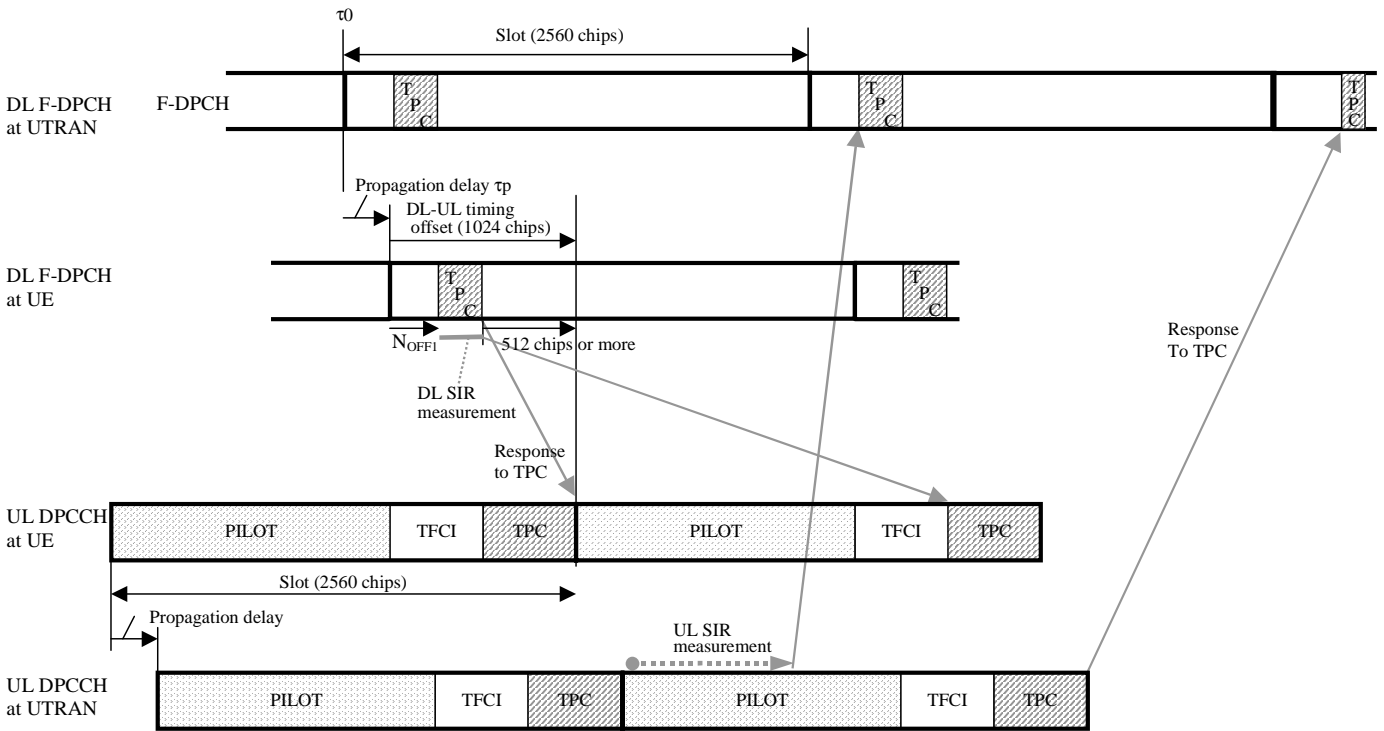 τ0
Slot (2560 chips)
DL F-DPCH
at UTRAN
F-DPCH
T
P
C
T
P
C
T
P
C
Propagation delay τp
DL-UL timing
offset (1024 chips)
DL F-DPCH
at UE
T
P
C
T
P
C
NOFF1
512 chips or more
DL SIR
measurement
Response
To TPC
Response
to TPC
UL DPCCH
at UE
PILOT
TFCI
TPC
PILOT
TFCI
TPC
Slot (2560 chips)
Propagation delay
UL SIR
measurement
UL DPCCH
at UTRAN
PILOT
TFCI
TPC
PILOT
TFCI
TPC